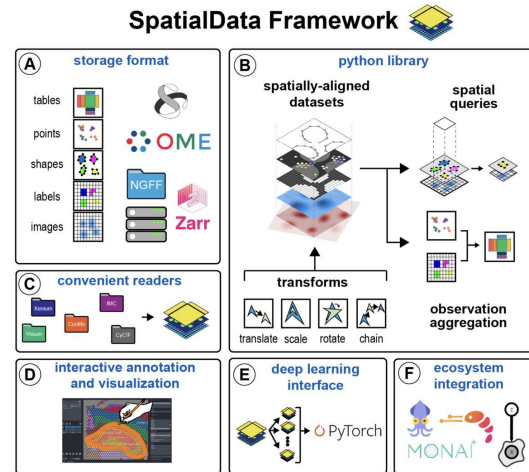 SpatialData Framework
A
storage format
tables
points
shapes
labels
images
OME
NGFF
Zarr
B
python library
spatially-aligned
datasets
spatial
queries
transforms
translate
scale
rotate
chain
observation
aggregation
C
convenient readers
Xenium
IMC
CosMx
Visium
CyCIF
D
interactive annotation
and visualization
E
deep learning
interface
PyTorch
F
ecosystem
integration
MONAI